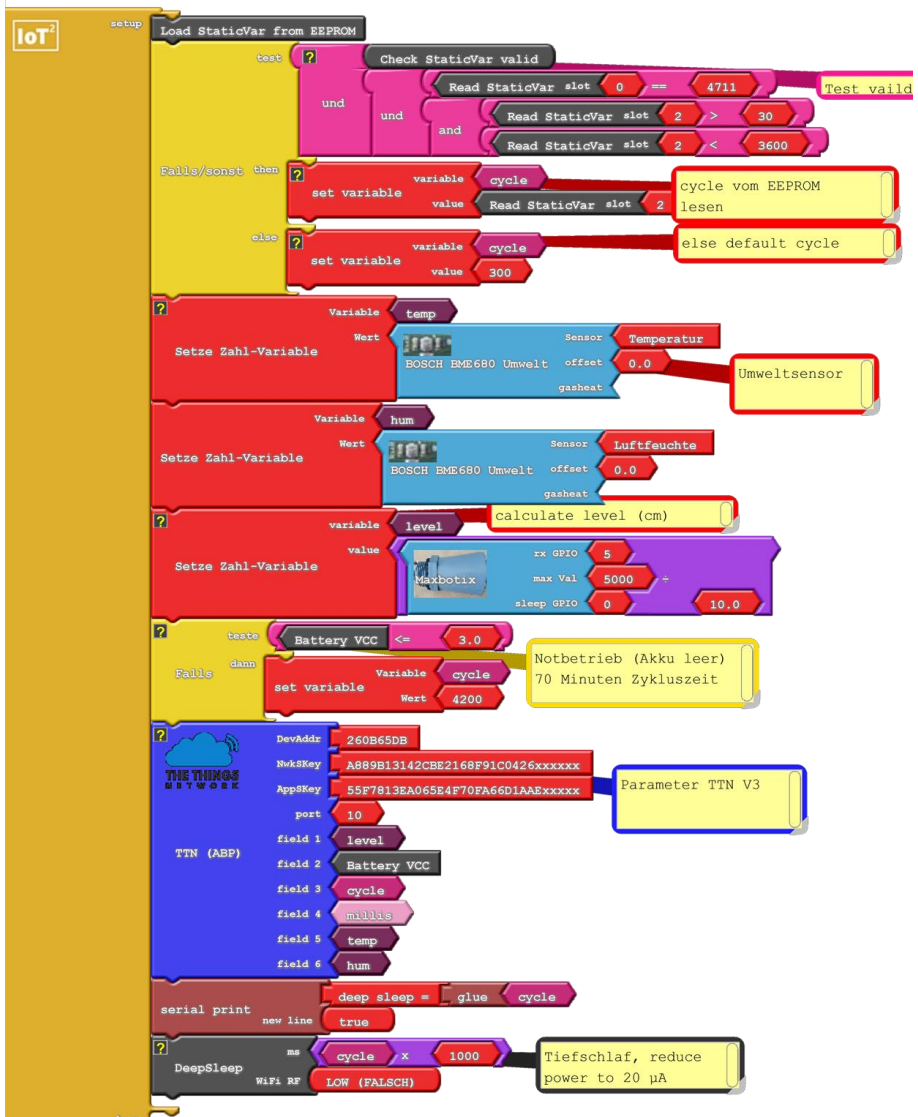 IoT²
setup
Load StaticVar from EEPROM
test
?
Check StaticVar valid
und
und
Read StaticVar slot 0 == 4711
Test vaild
and
Read StaticVar slot 2 > 30
Read StaticVar slot 2 < 3600
Falls/sonst
then
?
set variable
variable cycle
value Read StaticVar slot 2
cycle vom EEPROM
lesen
else
?
set variable
variable cycle
value 300
else default cycle
?
Setze Zahl-Variable
Variable temp
Wert
BOSCH BME680 Umwelt
Sensor Temperatur
offset 0.0
gasheat
Umweltsensor
Setze Zahl-Variable
Variable hum
Wert
BOSCH BME680 Umwelt
Sensor Luftfeuchte
offset 0.0
gasheat
?
Setze Zahl-Variable
variable level
calculate level (cm)
value
Maxbotix
rx GPIO 5
max Val 5000 ÷
sleep GPIO 0 10.0
?
Falls
teste Battery VCC <= 3.0
dann
set variable
Variable cycle
Wert 4200
Notbetrieb (Akku leer)
70 Minuten Zykluszeit
?
THE THINGS
NETWORK
TTN (ABP)
DevAddr 260B65DB
NwkSKey A889B13142CBE2168F91C0426xxxxxx
AppSKey 55F7813EA065E4F70FA66D1AAExxxxx
Parameter TTN V3
port 10
field 1 level
field 2 Battery VCC
field 3 cycle
field 4 millis
field 5 temp
field 6 hum
serial print
deep sleep = glue cycle
new line true
?
DeepSleep
ms cycle x 1000
WiFi RF LOW (FALSCH)
Tiefschlaf, reduce
power to 20 µA